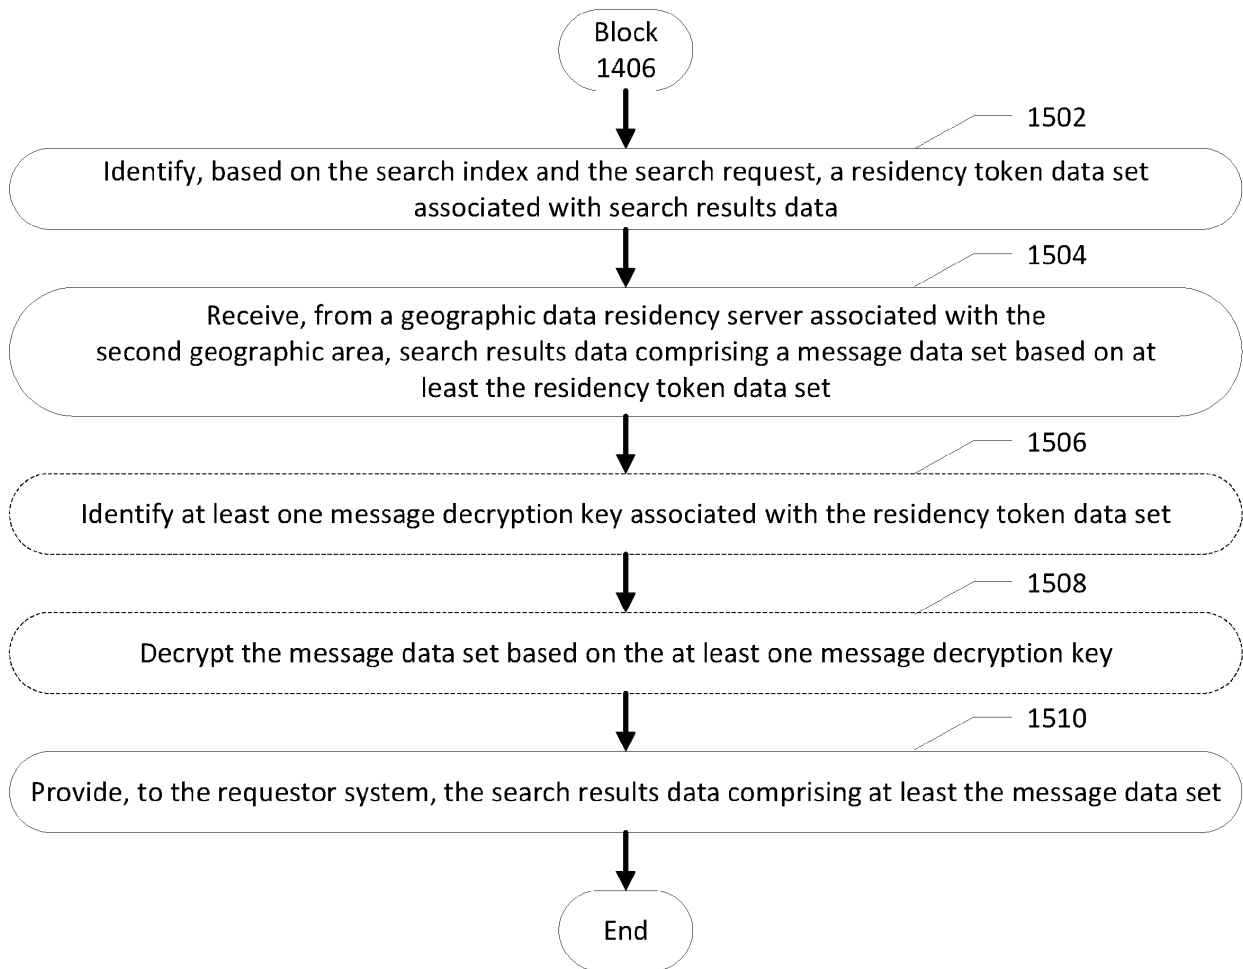 Block
1406
1502
Identify, based on the search index and the search request, a residency token data set
associated with search results data
1504
Receive, from a geographic data residency server associated with the
second geographic area, search results data comprising a message data set based on at
least the residency token data set
1506
Identify at least one message decryption key associated with the residency token data set
1508
Decrypt the message data set based on the at least one message decryption key
1510
Provide, to the requestor system, the search results data comprising at least the message data set
End